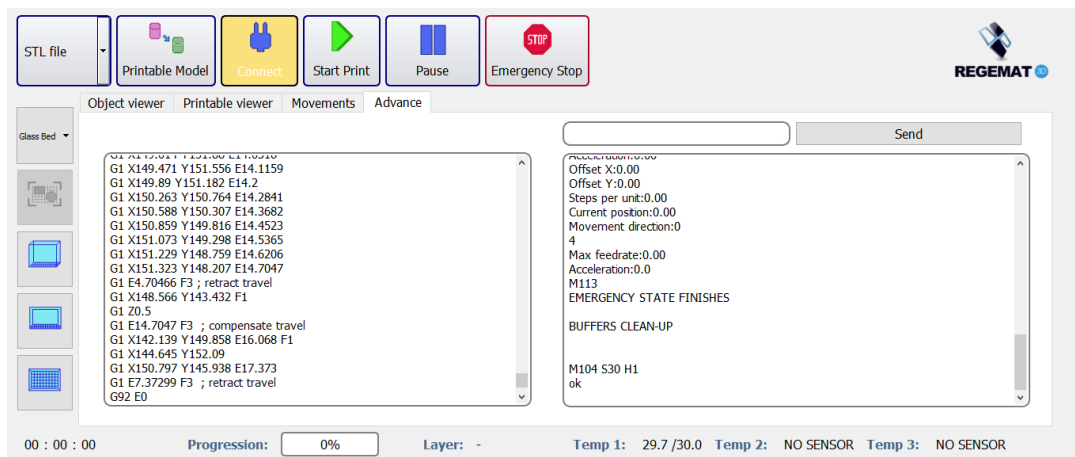 STL file
Printable Model
Connect
Start Print
Pause
STOP
Emergency Stop
REGEMAT 3D
Object viewer
Printable viewer
Movements
Advance
Glass Bed
Send
G1 X149.471 Y151.556 E14.1159
G1 X149.89 Y151.182 E14.2
G1 X150.263 Y150.764 E14.2841
G1 X150.588 Y150.307 E14.3682
G1 X150.859 Y149.816 E14.4523
G1 X151.073 Y149.298 E14.5365
G1 X151.229 Y148.759 E14.6206
G1 X151.323 Y148.207 E14.7047
G1 E4.70466 F3 ; retract travel
G1 X148.566 Y143.432 F1
G1 Z0.5
G1 E14.7047 F3  ; compensate travel
G1 X142.139 Y149.858 E16.068 F1
G1 X144.645 Y152.09
G1 X150.797 Y145.938 E17.373
G1 E7.37299 F3  ; retract travel
G92 E0
Acceleration:0.00
Offset X:0.00
Offset Y:0.00
Steps per unit:0.00
Current position:0.00
Movement direction:0
4
Max feedrate:0.00
Acceleration:0.0
M113
EMERGENCY STATE FINISHES
BUFFERS CLEAN-UP
M104 S30 H1
ok
00 : 00 : 00
Progression: 0%
Layer: -
Temp 1: 29.7 /30.0 Temp 2: NO SENSOR Temp 3: NO SENSOR